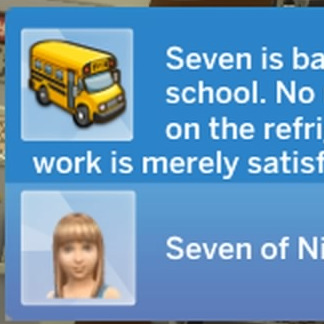 Seven is ba
school. No
on the refri
work is merely satisf
Seven of Ni